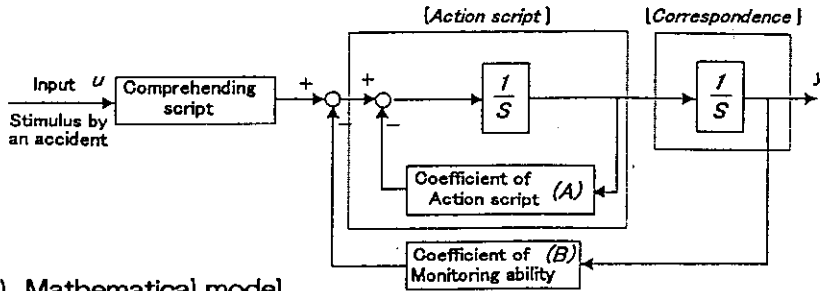 [Action script]
[Correspondence]
Input u
Stimulus by
an accident
Comprehending
script
+
−
+
−
1/S
1/S
y
Coefficient of
Action script (A)
Coefficient of (B)
Monitoring ability
) Mathematical model